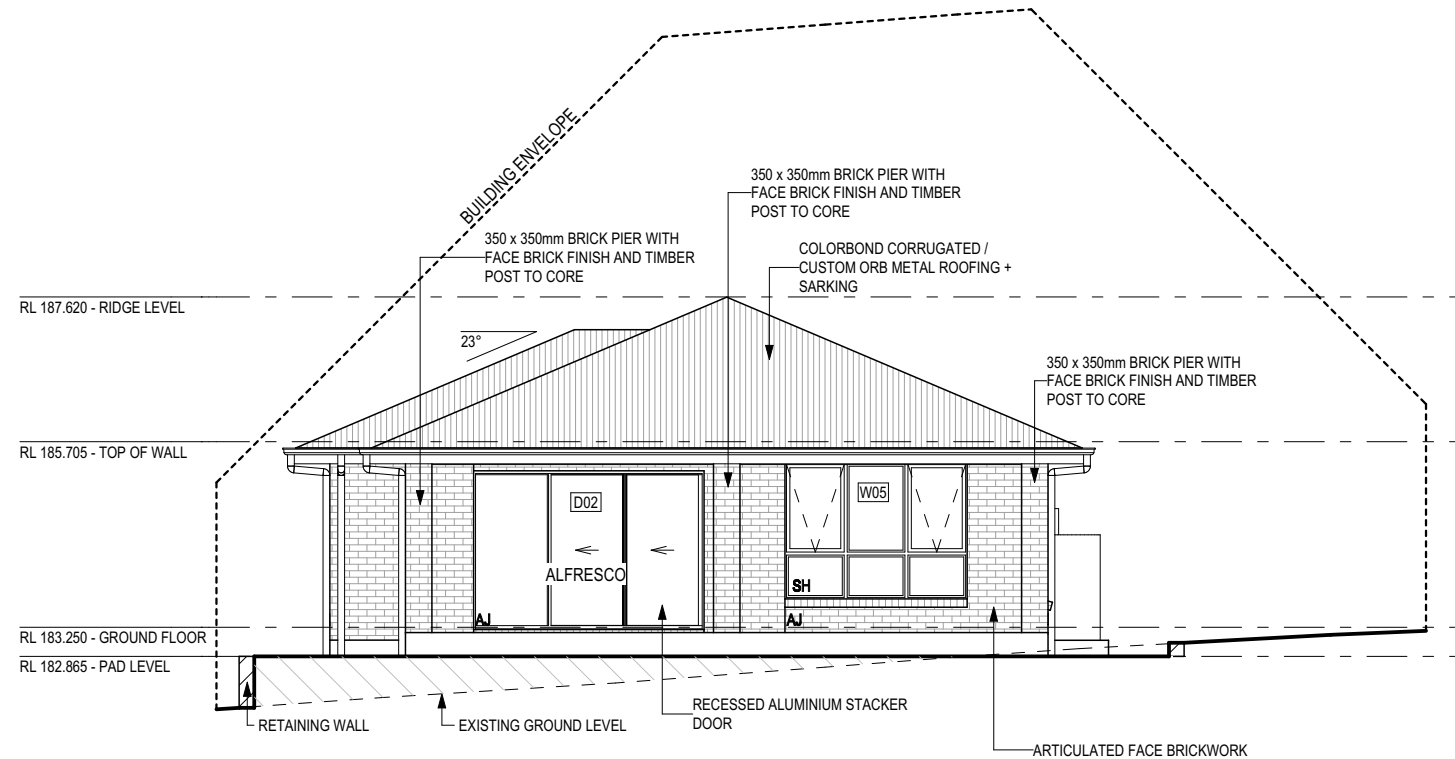 BUILDING ENVELOPE
350 x 350mm BRICK PIER WITH
FACE BRICK FINISH AND TIMBER
POST TO CORE
350 x 350mm BRICK PIER WITH
FACE BRICK FINISH AND TIMBER
POST TO CORE
COLORBOND CORRUGATED /
CUSTOM ORB METAL ROOFING +
SARKING
RL 187.620 - RIDGE LEVEL
23°
350 x 350mm BRICK PIER WITH
FACE BRICK FINISH AND TIMBER
POST TO CORE
RL 185.705 - TOP OF WALL
D02
W05
ALFRESCO
SH
AJ
AJ
RL 183.250 - GROUND FLOOR
RL 182.865 - PAD LEVEL
RETAINING WALL
EXISTING GROUND LEVEL
RECESSED ALUMINIUM STACKER
DOOR
ARTICULATED FACE BRICKWORK